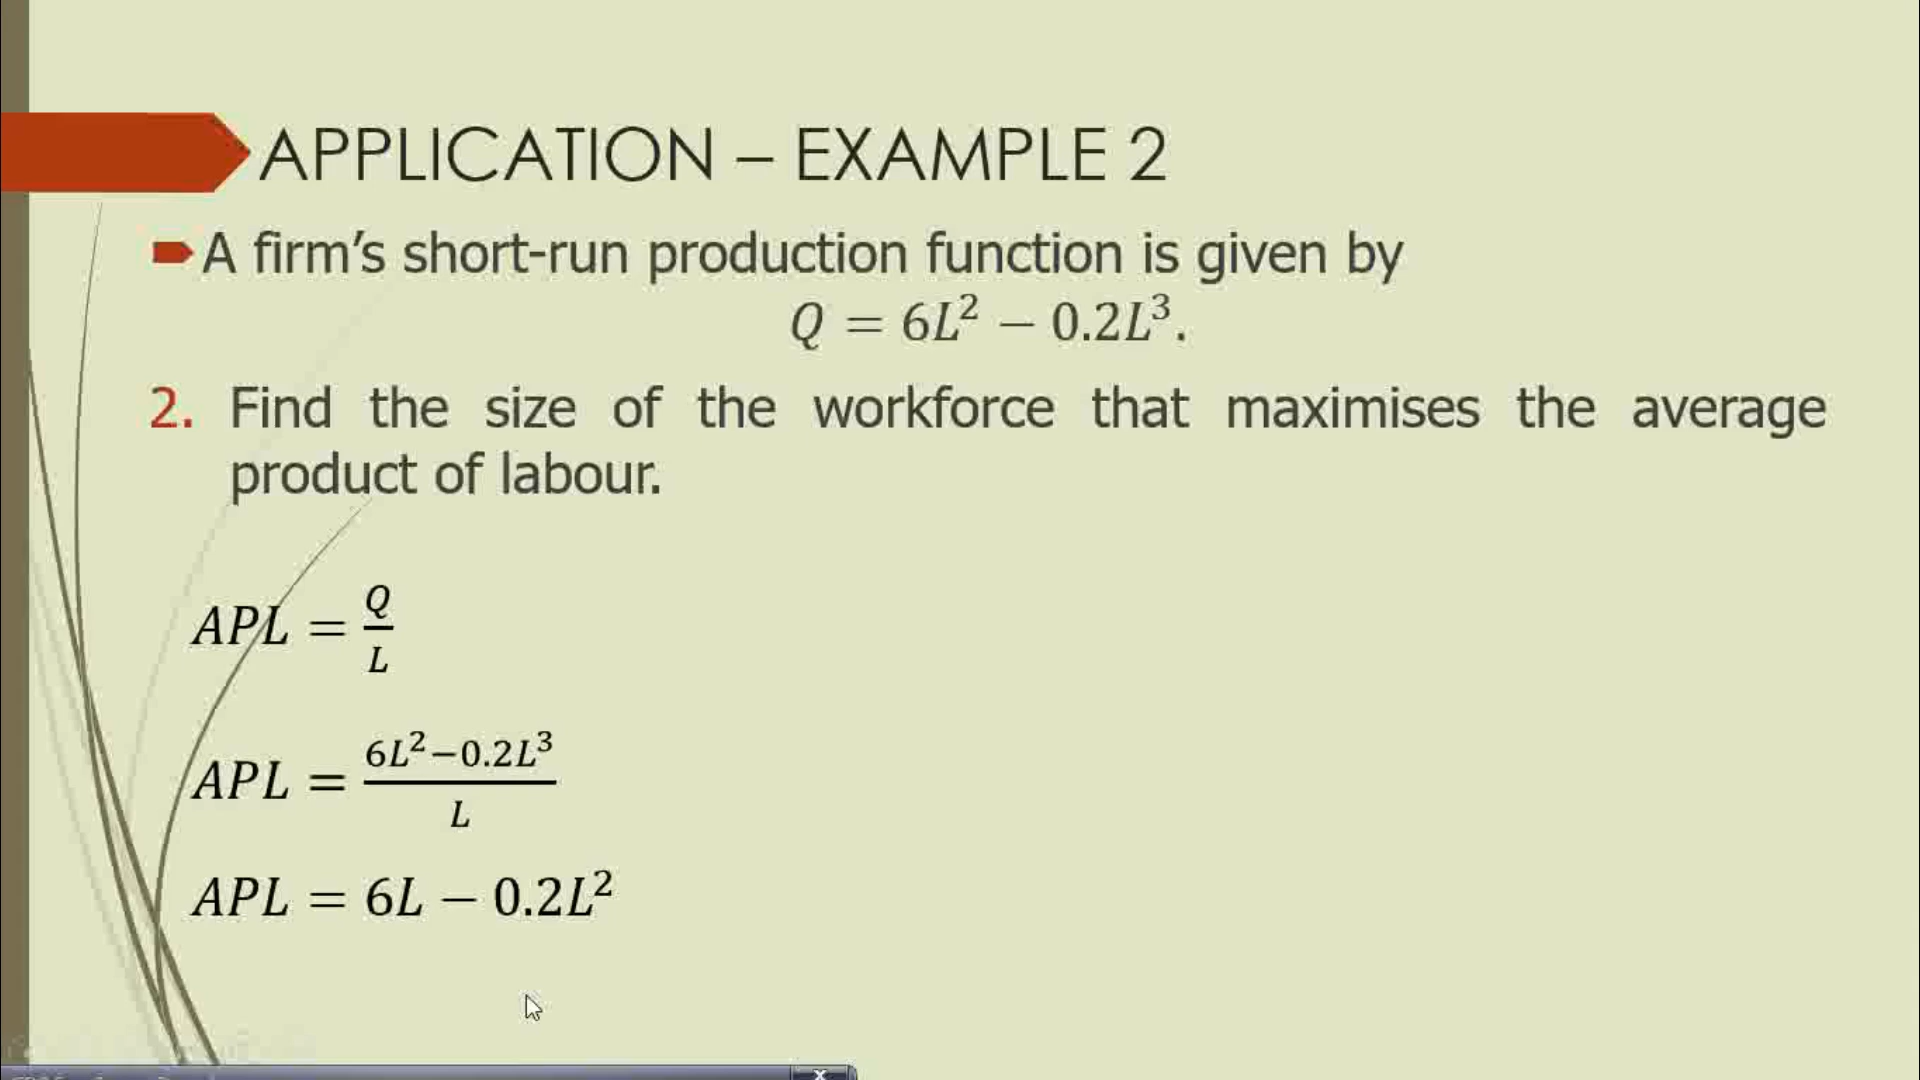 APPLICATION – EXAMPLE 2
A firm's short-run production function is given by
Q = 6L² − 0.2L³.
2. Find the size of the workforce that maximises the average
product of labour.
APL = Q/L
APL = (6L²−0.2L³)/L
APL = 6L − 0.2L²